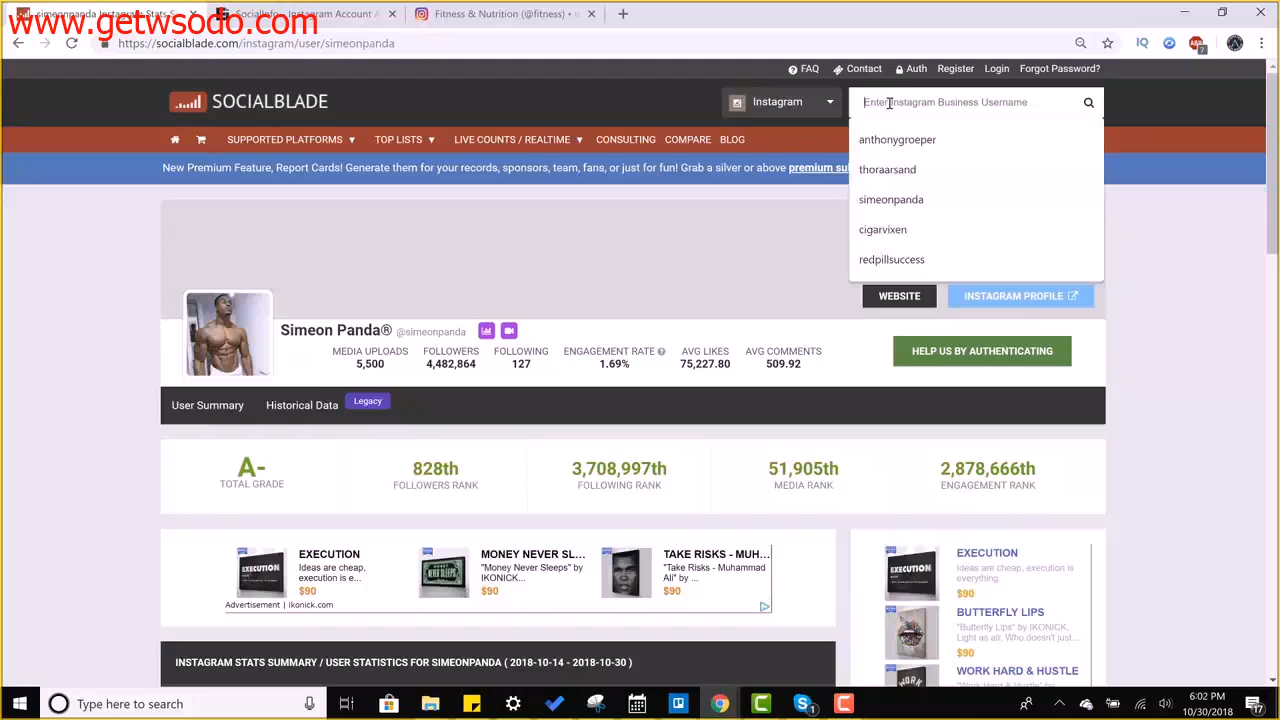 simeonpanda Instagram Stats S
SocialInfo - Instagram Account A
Fitness & Nutrition (@fitness) •
www.getwsodo.com
https://socialblade.com/instagram/user/simeonpanda
7
FAQ Contact Auth Register Login Forgot Password?
SOCIALBLADE
Instagram
Enter Instagram Business Username
SUPPORTED PLATFORMS TOP LISTS LIVE COUNTS / REALTIME CONSULTING COMPARE BLOG
anthonygroeper
New Premium Feature, Report Cards! Generate them for your records, sponsors, team, fans, or just for fun! Grab a silver or above premium su
thoraarsand
simeonpanda
cigarvixen
redpillsuccess
WEBSITE INSTAGRAM PROFILE
Simeon Panda® @simeonpanda
MEDIA UPLOADS FOLLOWERS FOLLOWING ENGAGEMENT RATE AVG LIKES AVG COMMENTS
5,500 4,482,864 127 1.69% 75,227.80 509.92
HELP US BY AUTHENTICATING
User Summary Historical Data Legacy
A- 828th 3,708,997th 51,905th 2,878,666th
TOTAL GRADE FOLLOWERS RANK FOLLOWING RANK MEDIA RANK ENGAGEMENT RANK
EXECUTION
Ideas are cheap,
execution is e...
$90
MONEY NEVER SL...
"Money Never Sleeps" by
IKONICK...
$90
TAKE RISKS - MUH...
"Take Risks - Muhammad
Ali" by ...
$90
Advertisement | ikonick.com
EXECUTION
Ideas are cheap, execution is
everything.
$90
BUTTERFLY LIPS
"Butterfly Lips" by IKONICK,
Light as air. Who doesn't just...
$90
WORK HARD & HUSTLE
INSTAGRAM STATS SUMMARY / USER STATISTICS FOR SIMEONPANDA ( 2018-10-14 - 2018-10-30 )
Type here to search
6:02 PM
10/30/2018
17